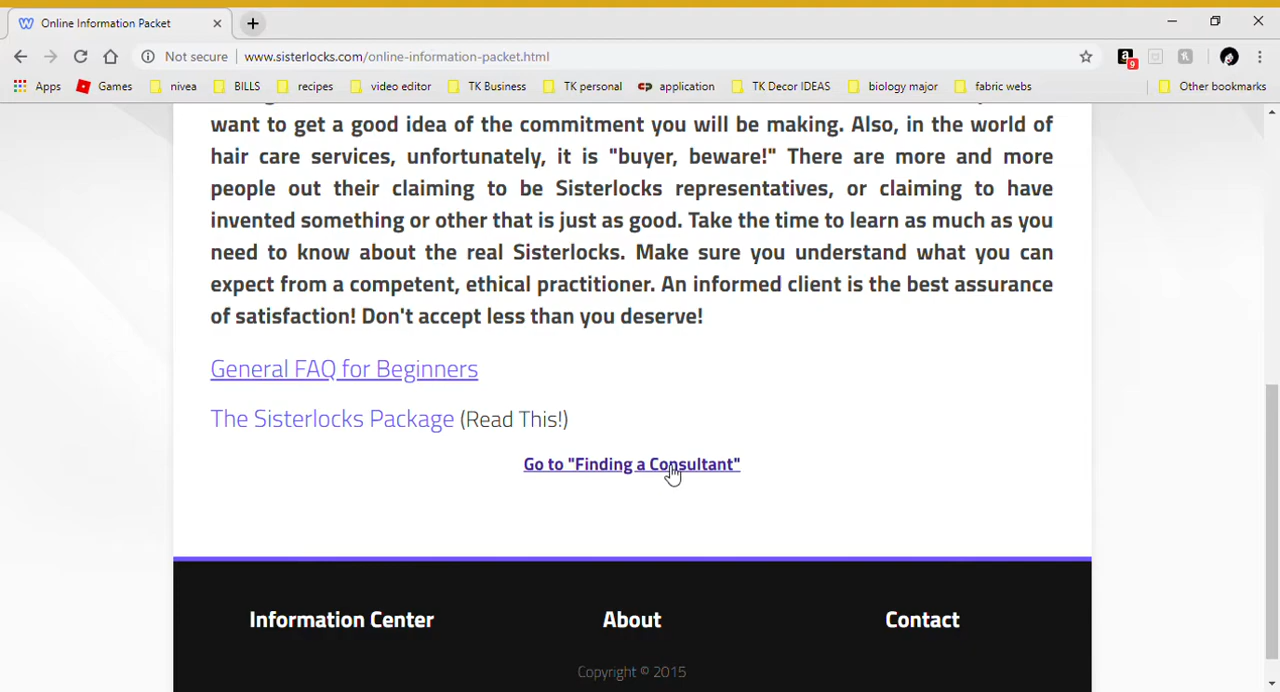 Online Information Packet
Not secure www.sisterlocks.com/online-information-packet.html
9
Apps Games nivea BILLS recipes video editor TK Business TK personal cp application TK Decor IDEAS biology major fabric webs Other bookmarks
want to get a good idea of the commitment you will be making. Also, in the world of
hair care services, unfortunately, it is "buyer, beware!" There are more and more
people out their claiming to be Sisterlocks representatives, or claiming to have
invented something or other that is just as good. Take the time to learn as much as you
need to know about the real Sisterlocks. Make sure you understand what you can
expect from a competent, ethical practitioner. An informed client is the best assurance
of satisfaction! Don't accept less than you deserve!
General FAQ for Beginners
The Sisterlocks Package (Read This!)
Go to "Finding a Consultant"
Information Center About Contact
Copyright © 2015